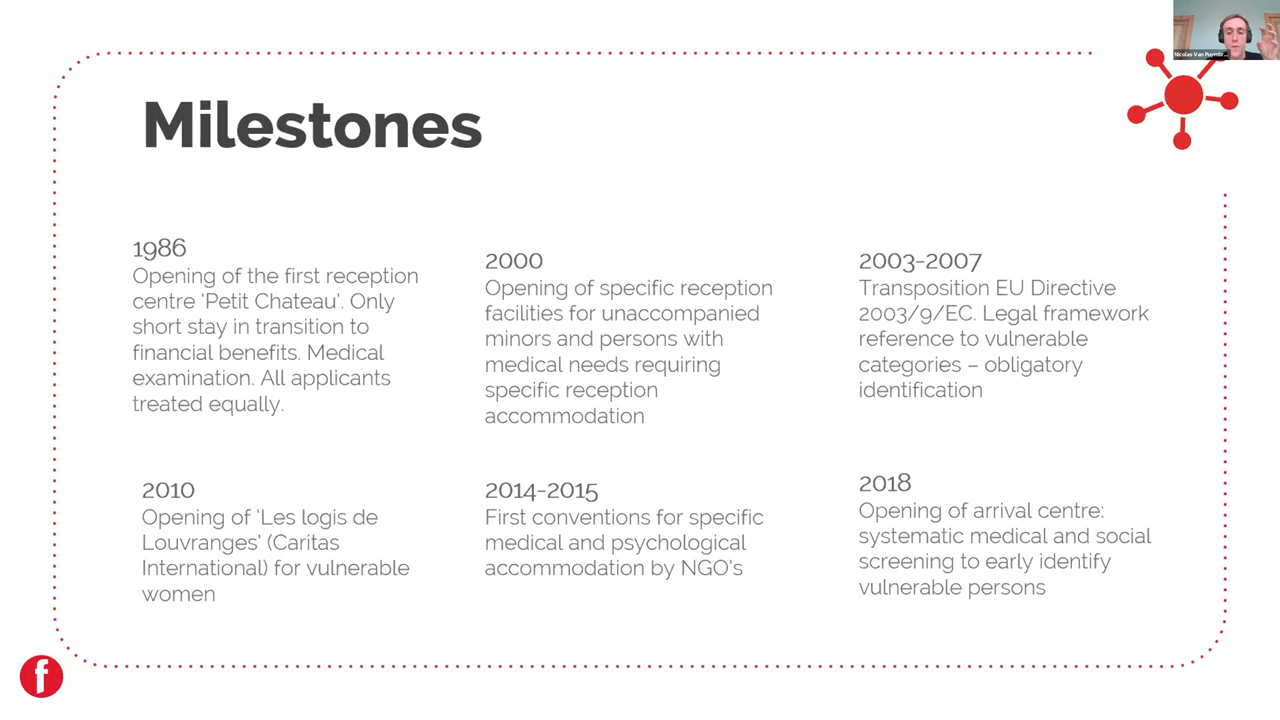 Nicolas Van
Milestones
1986
Opening of the first reception
centre ‘Petit Chateau’. Only
short stay in transition to
financial benefits. Medical
examination. All applicants
treated equally.
2000
Opening of specific reception
facilities for unaccompanied
minors and persons with
medical needs requiring
specific reception
accommodation
2003-2007
Transposition EU Directive
2003/9/EC. Legal framework
reference to vulnerable
categories – obligatory
identification
2010
Opening of ‘Les logis de
Louvranges’ (Caritas
International) for vulnerable
women
2014-2015
First conventions for specific
medical and psychological
accommodation by NGO’s
2018
Opening of arrival centre:
systematic medical and social
screening to early identify
vulnerable persons
f